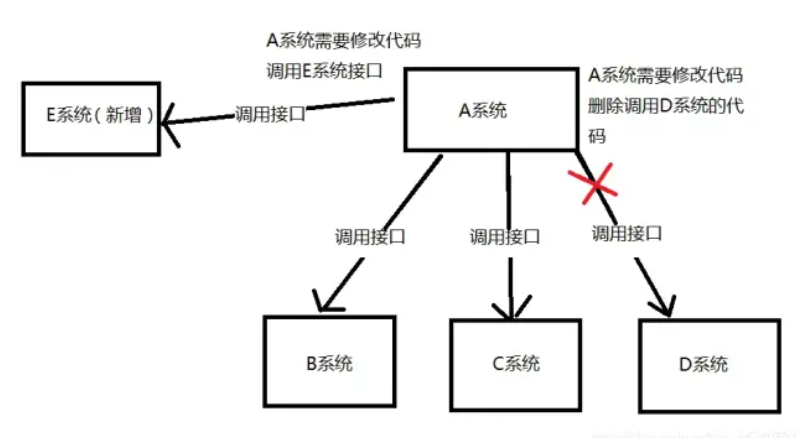 A系统需要修改代码
调用E系统接口
A系统需要修改代码
删除调用D系统的代
码
E系统（新增）
调用接口
A系统
调用接口
调用接口
调用接口
B系统
C系统
D系统